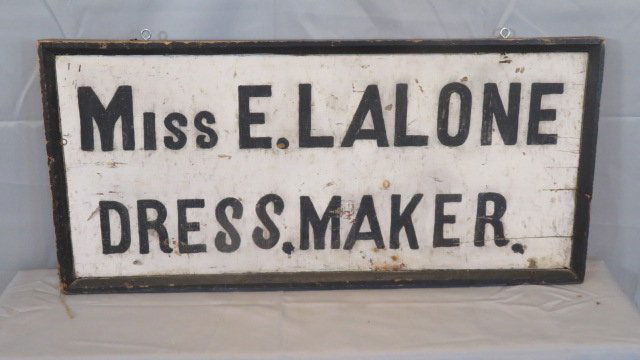 Miss E. LALONE
DRESS,MAKER.